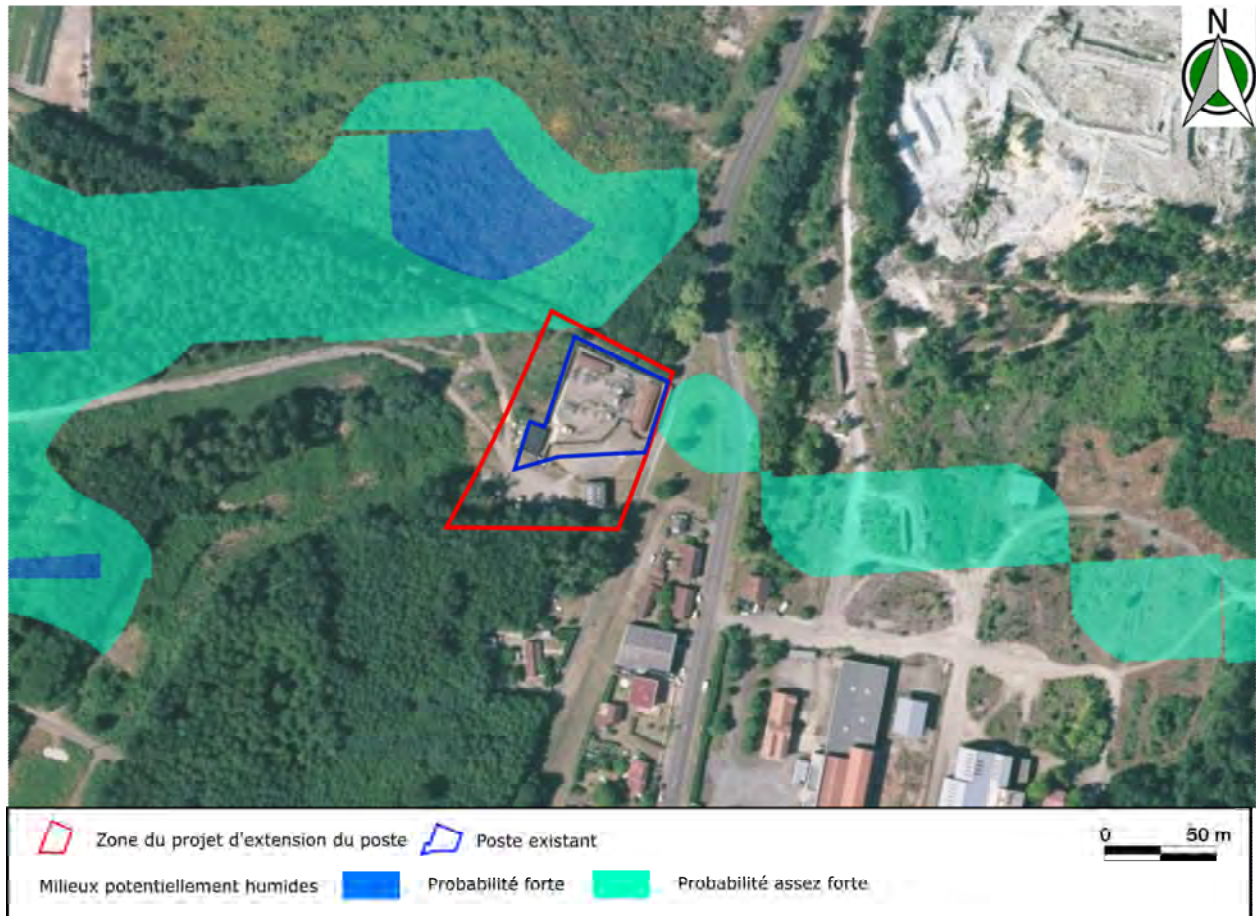 N
Zone du projet d'extension du poste
Poste existant
0 50 m
Milieux potentiellement humides
Probabilité forte
Probabilité assez forte